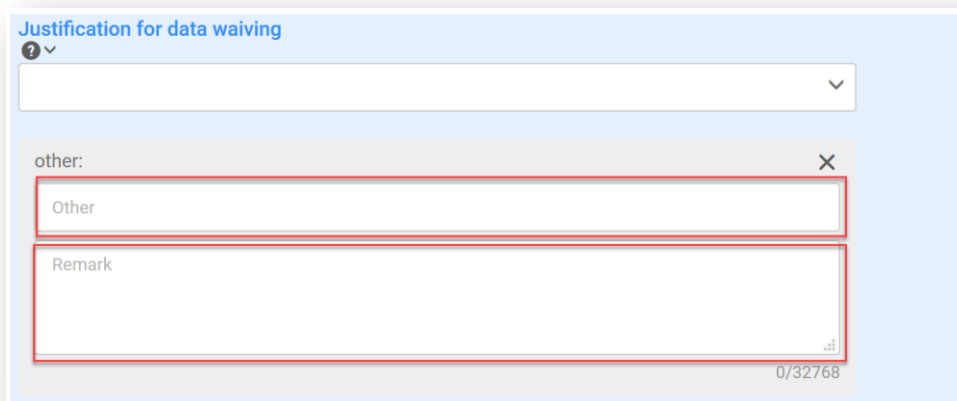 Justification for data waiving
other:
Other
Remark
0/32768